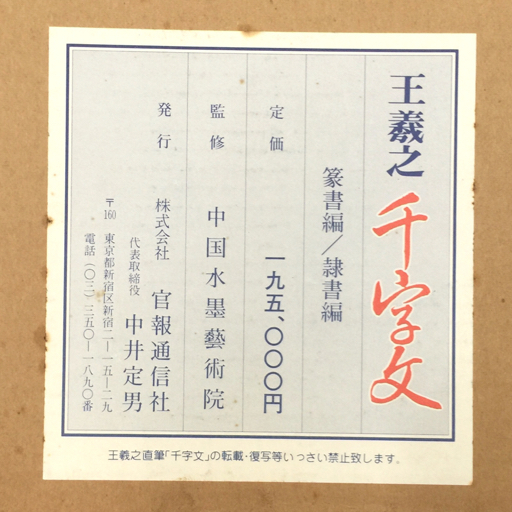 王羲之 千字文
篆書編／隷書編
定価 一九五、〇〇〇円
監修 中国水墨藝術院
発行 株式会社 官報通信社
代表取締役 中井定男
〒160 東京都新宿区新宿二―一五―二九
電話(〇三)三五〇―一八九〇番
王羲之直筆「千字文」の転載・復写等いっさい禁止致します。